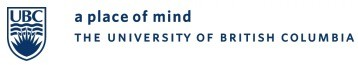 UBC
a place of mind
THE UNIVERSITY OF BRITISH COLUMBIA